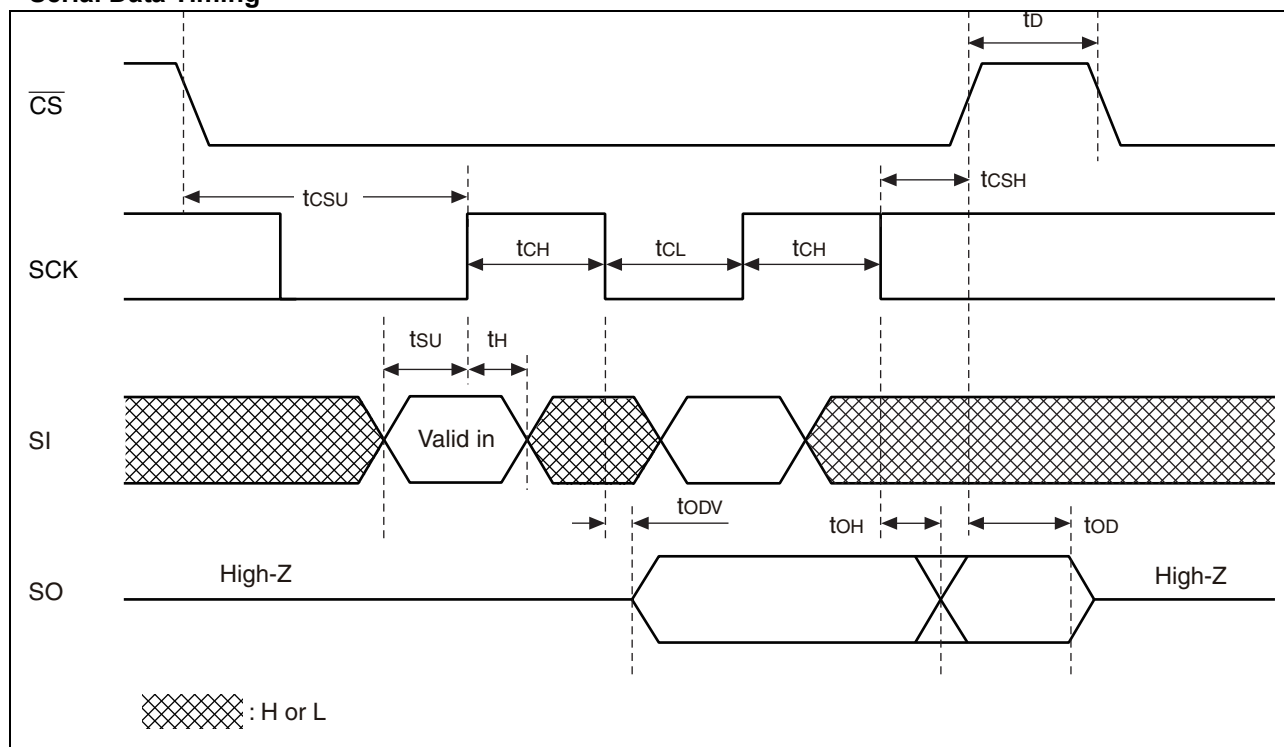 Serial Data Timing
tD
CS
tCSU
tCSH
SCK
tCH
tCL
tCH
tSU
tH
SI
Valid in
tODV
tOH
tOD
SO
High-Z
High-Z
: H or L